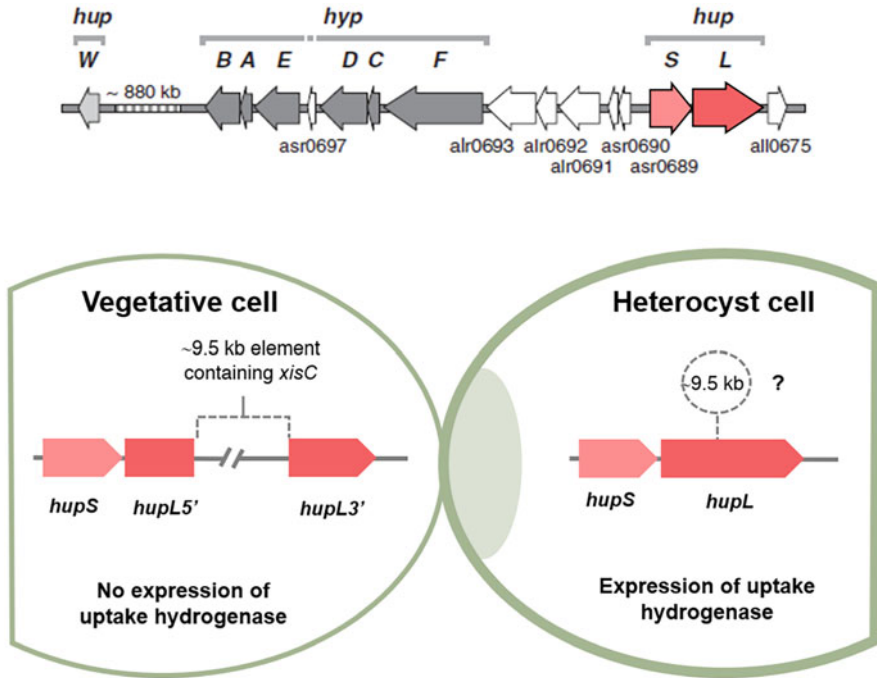 hup hyp hup
W B A E D C F S L
~ 880 kb
asr0697 alr0693 alr0692 asr0690 all0675
alr0691 asr0689
Vegetative cell
~9.5 kb element
containing xisC
hupS hupL5' hupL3'
No expression of
uptake hydrogenase
Heterocyst cell
~9.5 kb ?
hupS hupL
Expression of uptake
hydrogenase